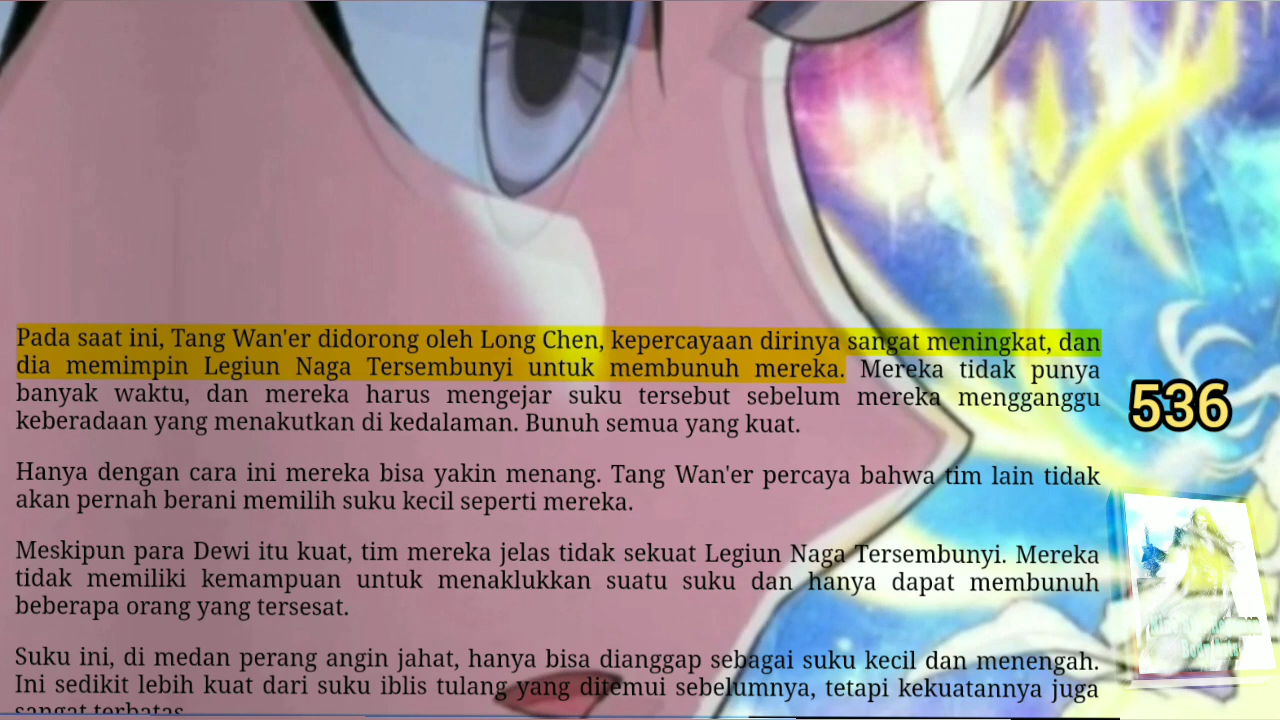 Pada saat ini, Tang Wan'er didorong oleh Long Chen, kepercayaan dirinya sangat meningkat, dan
dia memimpin Legiun Naga Tersembunyi untuk membunuh mereka. Mereka tidak punya
banyak waktu, dan mereka harus mengejar suku tersebut sebelum mereka mengganggu
keberadaan yang menakutkan di kedalaman. Bunuh semua yang kuat.
536
Hanya dengan cara ini mereka bisa yakin menang. Tang Wan'er percaya bahwa tim lain tidak
akan pernah berani memilih suku kecil seperti mereka.
Meskipun para Dewi itu kuat, tim mereka jelas tidak sekuat Legiun Naga Tersembunyi. Mereka
tidak memiliki kemampuan untuk menaklukkan suatu suku dan hanya dapat membunuh
beberapa orang yang tersesat.
Suku ini, di medan perang angin jahat, hanya bisa dianggap sebagai suku kecil dan menengah.
Ini sedikit lebih kuat dari suku iblis tulang yang ditemui sebelumnya, tetapi kekuatannya juga
sangat terbatas